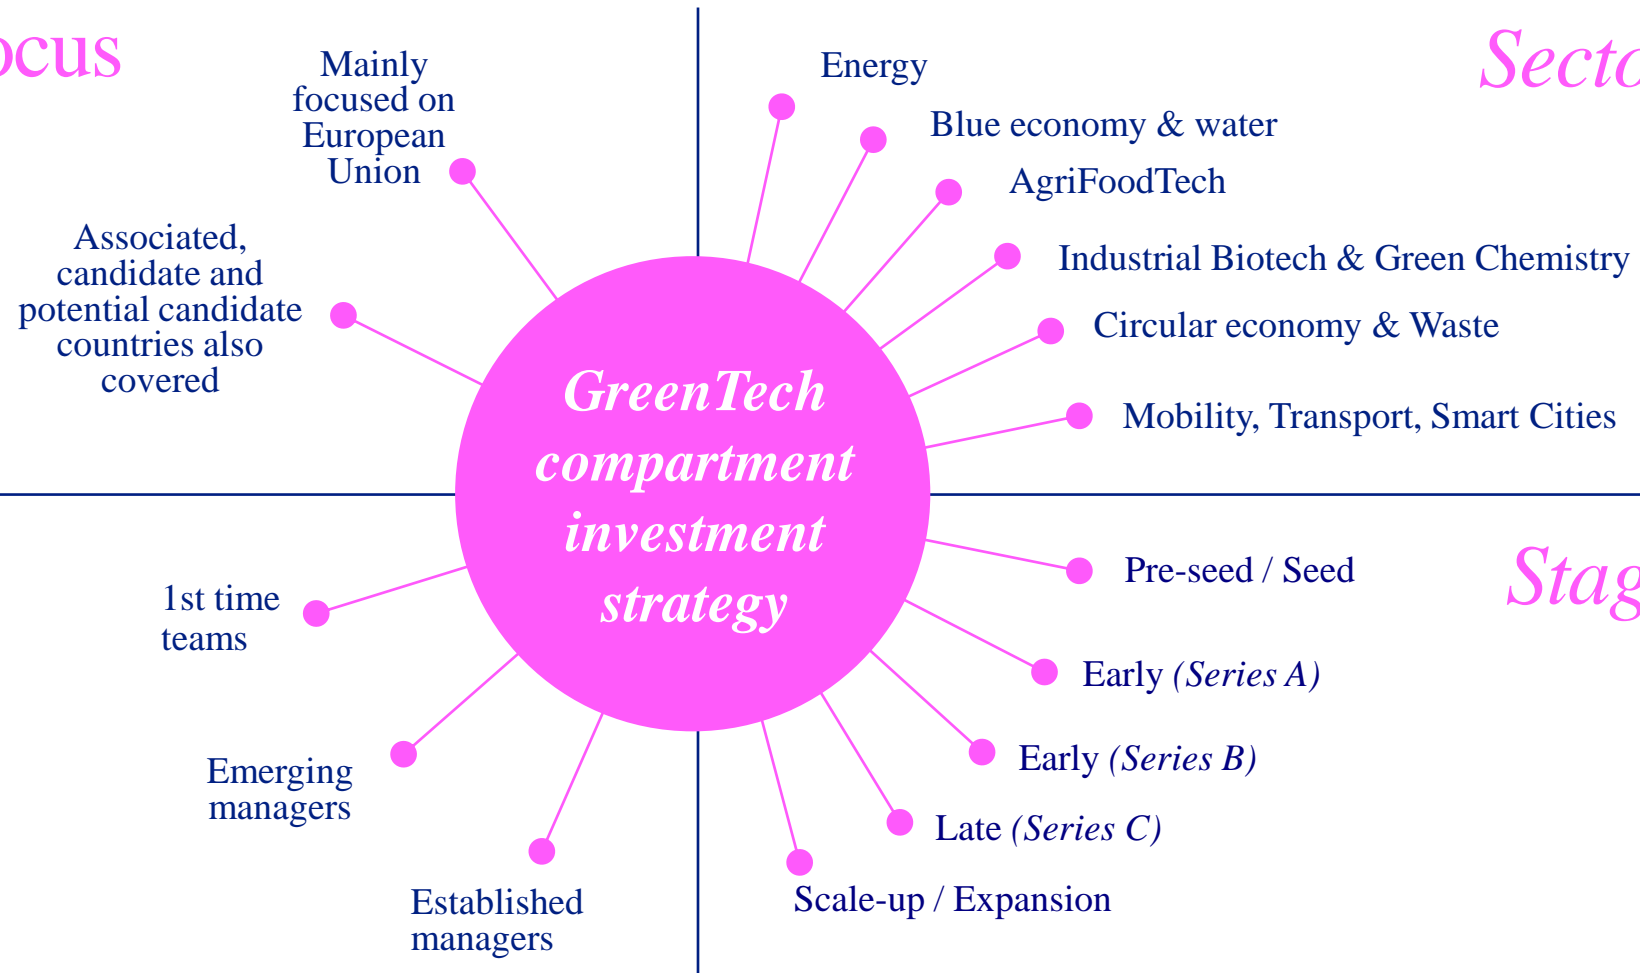 ocus
Mainly
focused on
European
Union
Associated,
candidate and
potential candidate
countries also
covered
Secto
Energy
Blue economy & water
AgriFoodTech
Industrial Biotech & Green Chemistry
Circular economy & Waste
Mobility, Transport, Smart Cities
GreenTech
compartment
investment
strategy
1st time
teams
Emerging
managers
Established
managers
Stag
Pre-seed / Seed
Early (Series A)
Early (Series B)
Late (Series C)
Scale-up / Expansion